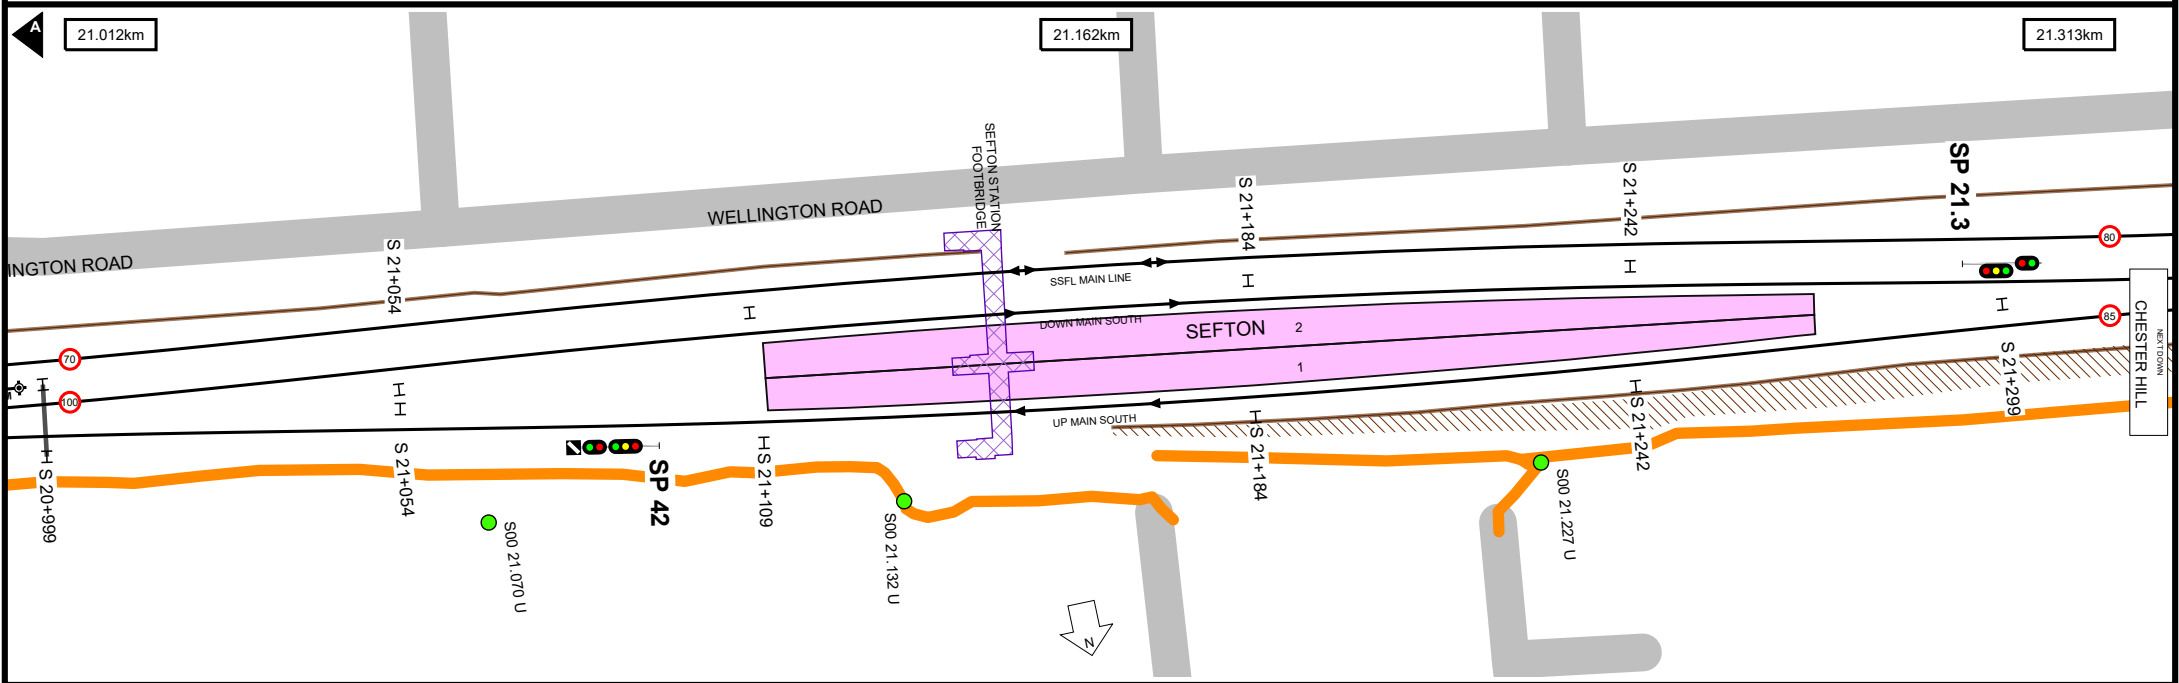 A
21.012km
21.162km
21.313km
WELLINGTON ROAD
INGTON ROAD
SEFTON STATION
FOOTBRIDGE
S 21+054
S 21+184
S 21+242
SP 21.3
80
SSFL MAIN LINE
DOWN MAIN SOUTH
SEFTON
2
1
UP MAIN SOUTH
70
100
85
CHESTER HILL
NEXT DOWN
S 20+999
S 21+054
SP 42
S 21+109
S 21+184
S 21+242
S 21+299
S00 21.070 U
S00 21.132 U
S00 21.227 U
N